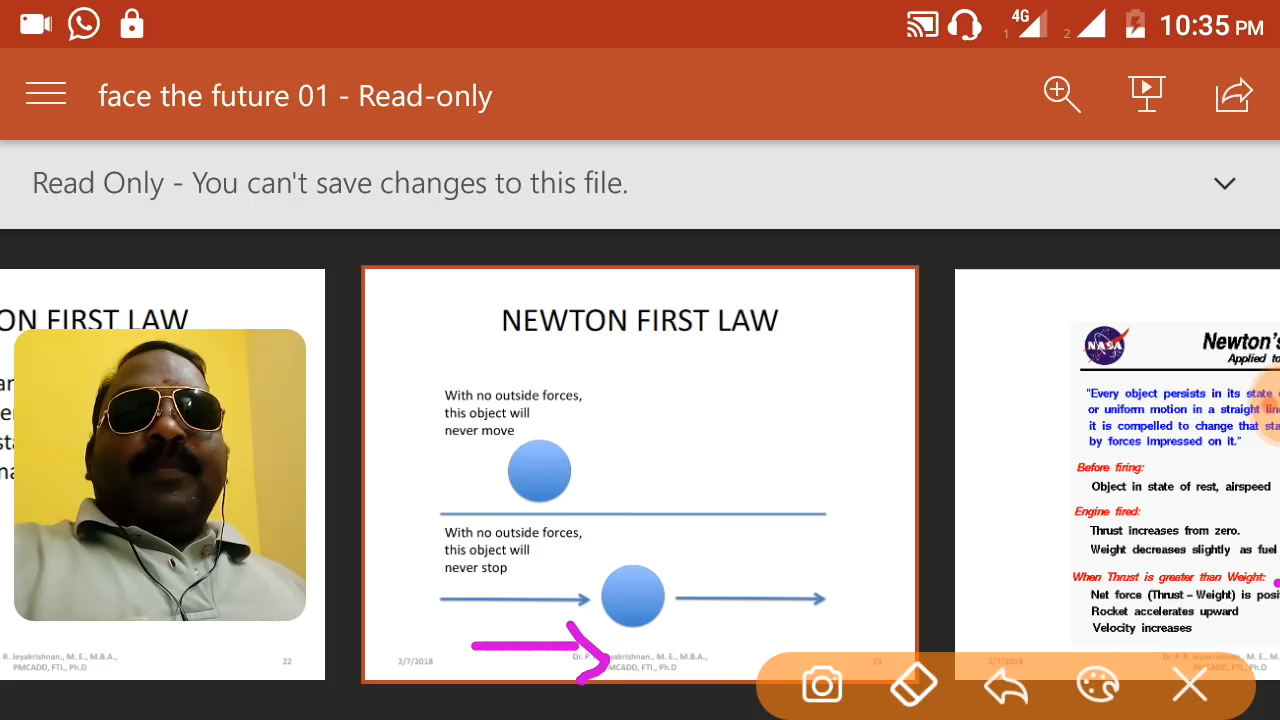 4G
1
2
10:35 PM
face the future 01 - Read-only
Read Only - You can't save changes to this file.
ON FIRST LAW
R. Jeyakrishnan., M. E., M.B.A.,
PMCADD, FTI., Ph.D
22
NEWTON FIRST LAW
With no outside forces,
this object will
never move
With no outside forces,
this object will
never stop
2/7/2018
Dr. P. R. Jeyakrishnan., M. E., M.B.A.,
PMCADD, FTI., Ph.D
23
NASA
Newton's
Applied to
"Every object persists in its state
or uniform motion in a straight line
it is compelled to change that sta
by forces impressed on it."
Before firing:
Object in state of rest, airspeed
Engine fired:
Thrust increases from zero.
Weight decreases slightly as fuel
When Thrust is greater than Weight:
Net force (Thrust - Weight) is posi
Rocket accelerates upward
Velocity increases
2/7/2018